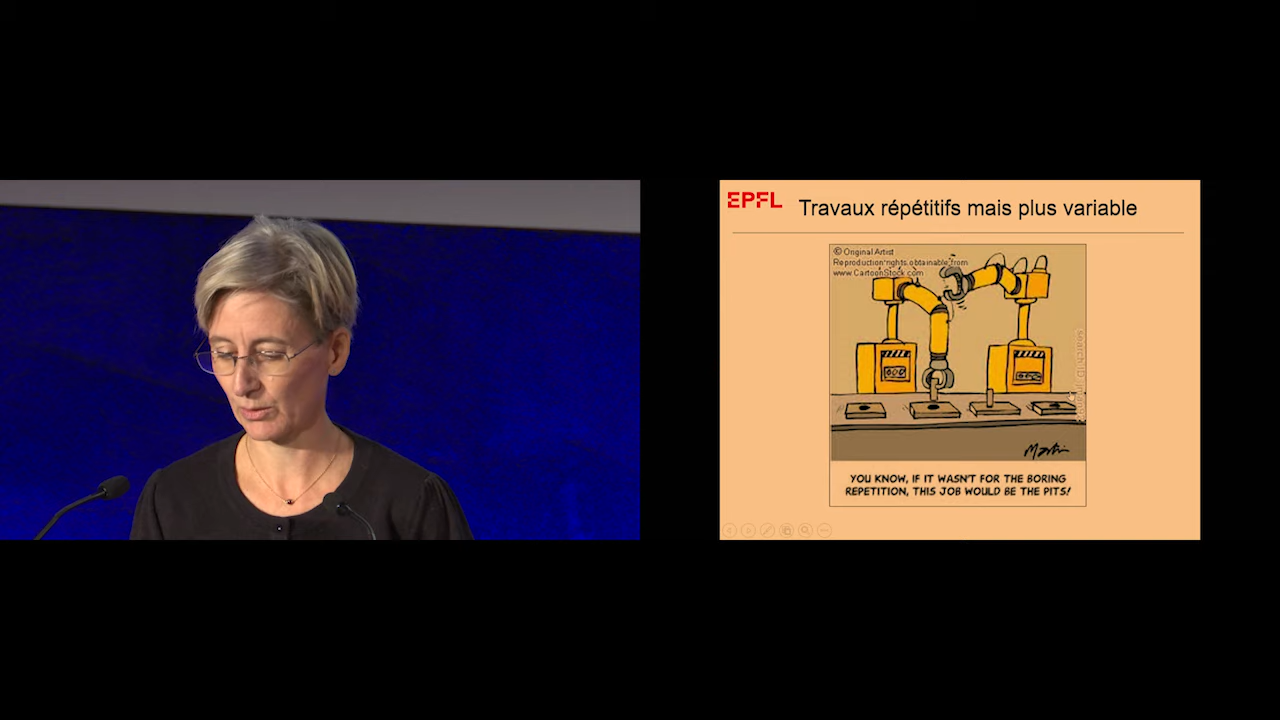 EPFL
Travaux répétitifs mais plus variable
© Original Artist
Reproduction rights obtainable from
www.CartoonStock.com
Martin
YOU KNOW, IF IT WASN'T FOR THE BORING
REPETITION, THIS JOB WOULD BE THE PITS!